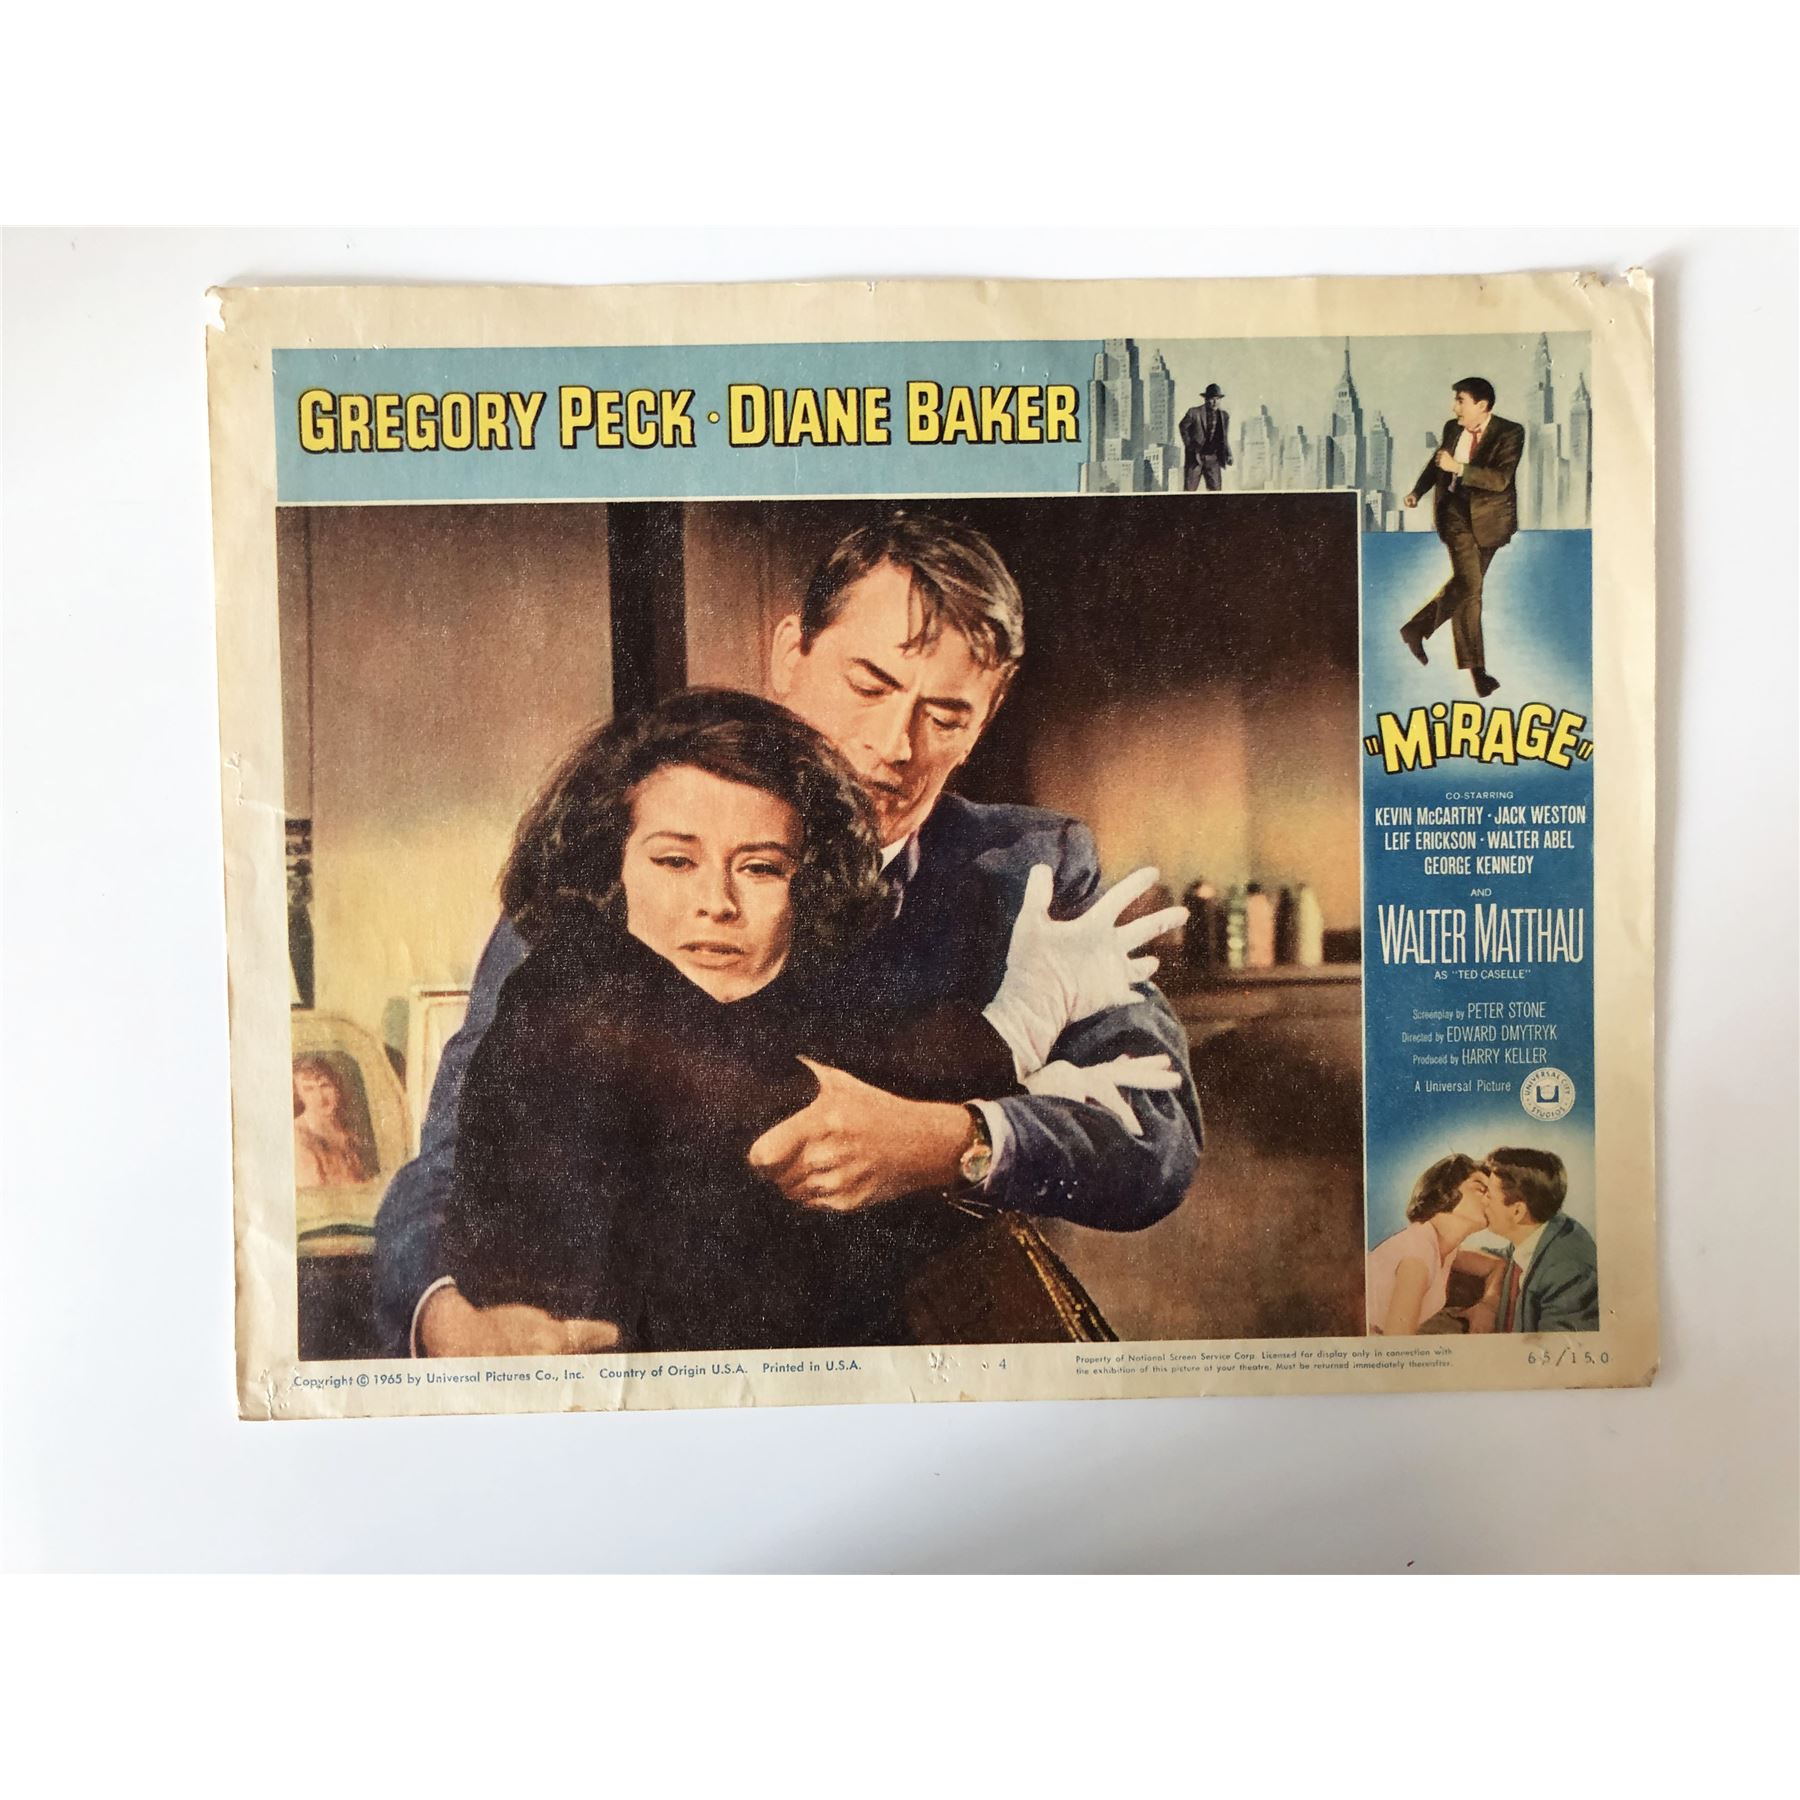 GREGORY PECK · DIANE BAKER
"MiRAGE"
CO-STARRING
KEVIN McCARTHY · JACK WESTON
LEIF ERICKSON · WALTER ABEL
GEORGE KENNEDY
AND
WALTER MATTHAU
AS "TED CASELLE"
Screenplay by PETER STONE
Directed by EDWARD DMYTRYK
Produced by HARRY KELLER
A Universal Picture
UNIVERSAL CITY STUDIOS
Copyright © 1965 by Universal Pictures Co., Inc. Country of Origin U.S.A. Printed in U.S.A.
4
Property of National Screen Service Corp. Licensed for display only in connection with
the exhibition of this picture at your theatre. Must be returned immediately thereafter.
65/150